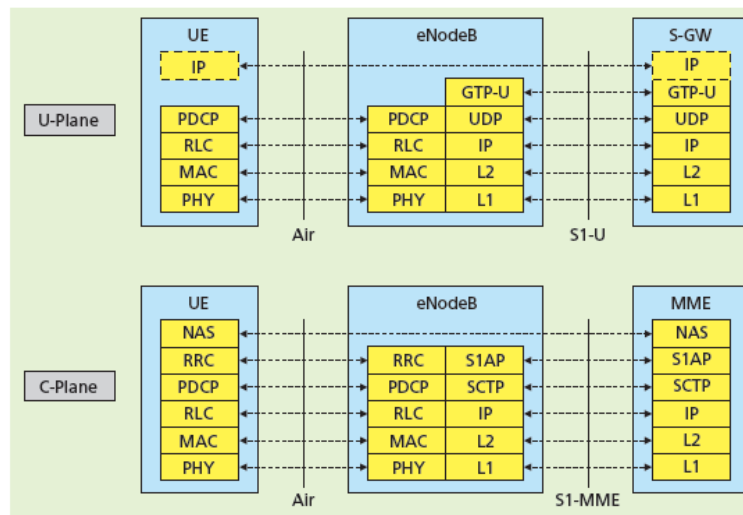 UE eNodeB S-GW
IP IP
GTP-U GTP-U
U-Plane PDCP PDCP UDP UDP
RLC RLC IP IP
MAC MAC L2 L2
PHY PHY L1 L1
Air S1-U
UE eNodeB MME
NAS NAS
RRC RRC S1AP S1AP
C-Plane PDCP PDCP SCTP SCTP
RLC RLC IP IP
MAC MAC L2 L2
PHY PHY L1 L1
Air S1-MME